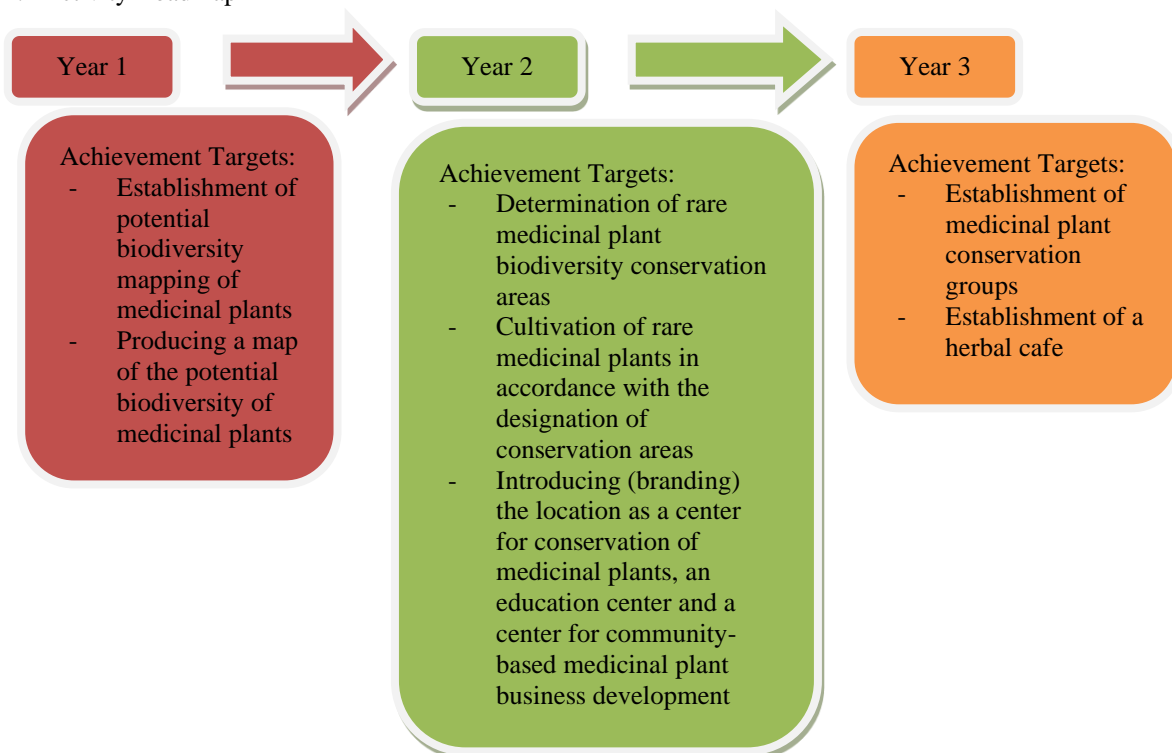 Year 1
Year 2
Year 3
Achievement Targets:
- Establishment of
potential
biodiversity
mapping of
medicinal plants
- Producing a map
of the potential
biodiversity of
medicinal plants
Achievement Targets:
- Determination of rare
medicinal plant
biodiversity conservation
areas
- Cultivation of rare
medicinal plants in
accordance with the
designation of
conservation areas
- Introducing (branding)
the location as a center
for conservation of
medicinal plants, an
education center and a
center for community-
based medicinal plant
business development
Achievement Targets:
- Establishment of
medicinal plant
conservation
groups
- Establishment of a
herbal cafe